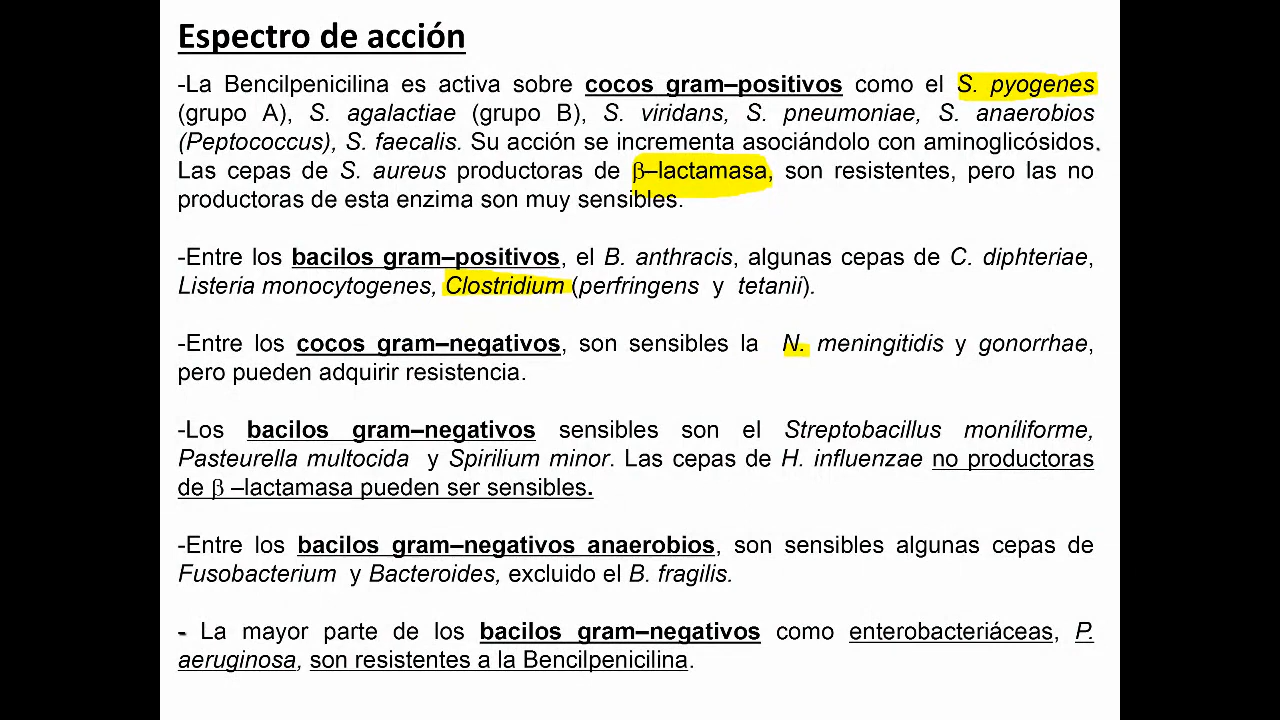 Espectro de acción
-La Bencilpenicilina es activa sobre cocos gram–positivos como el S. pyogenes
(grupo A), S. agalactiae (grupo B), S. viridans, S. pneumoniae, S. anaerobios
(Peptococcus), S. faecalis. Su acción se incrementa asociándolo con aminoglicósidos.
Las cepas de S. aureus productoras de β–lactamasa, son resistentes, pero las no
productoras de esta enzima son muy sensibles.
-Entre los bacilos gram–positivos, el B. anthracis, algunas cepas de C. diphteriae,
Listeria monocytogenes, Clostridium (perfringens y tetanii).
-Entre los cocos gram–negativos, son sensibles la N. meningitidis y gonorrhae,
pero pueden adquirir resistencia.
-Los bacilos gram–negativos sensibles son el Streptobacillus moniliforme,
Pasteurella multocida y Spirilium minor. Las cepas de H. influenzae no productoras
de β –lactamasa pueden ser sensibles.
-Entre los bacilos gram–negativos anaerobios, son sensibles algunas cepas de
Fusobacterium y Bacteroides, excluido el B. fragilis.
- La mayor parte de los bacilos gram–negativos como enterobacteriáceas, P.
aeruginosa, son resistentes a la Bencilpenicilina.